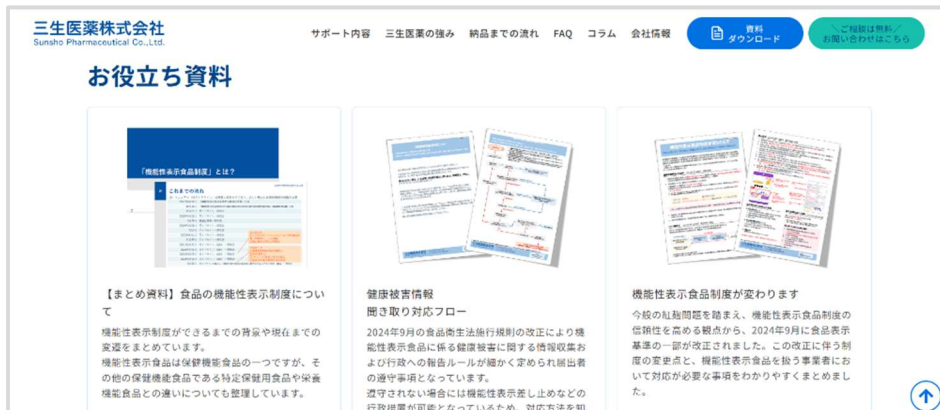 三生医薬株式会社
Sunsho Pharmaceutical Co.,Ltd.
サポート内容 三生医薬の強み 納品までの流れ FAQ コラム 会社情報
資料
ダウンロード
＼ご相談は無料／
お問い合わせはこちら
お役立ち資料
「機能性表示食品制度」とは？
これまでの流れ
【まとめ資料】食品の機能性表示制度につい
て
機能性表示制度ができるまでの背景や現在までの
変遷をまとめています。
機能性表示食品は保健機能食品の一つですが、そ
の他の保健機能食品である特定保健用食品や栄養
機能食品との違いについても整理しています。
健康被害情報
聞き取り対応フロー
2024年9月の食品衛生法施行規則の改正により機
能性表示食品に係る健康被害に関する情報収集お
よび行政への報告ルールが細かく定められ届出者
の遵守事項となっています。
遵守されない場合には機能性表示差し止めなどの
行政措置が可能となっているため、対応方法を知
機能性表示食品制度が変わります
今般の紅麹問題を踏まえ、機能性表示食品制度の
信頼性を高める観点から、2024年9月に食品表示
基準の一部が改正されました。この改正に伴う制
度の変更点と、機能性表示食品を扱う事業者にお
いて対応が必要な事項をわかりやすくまとめまし
た。